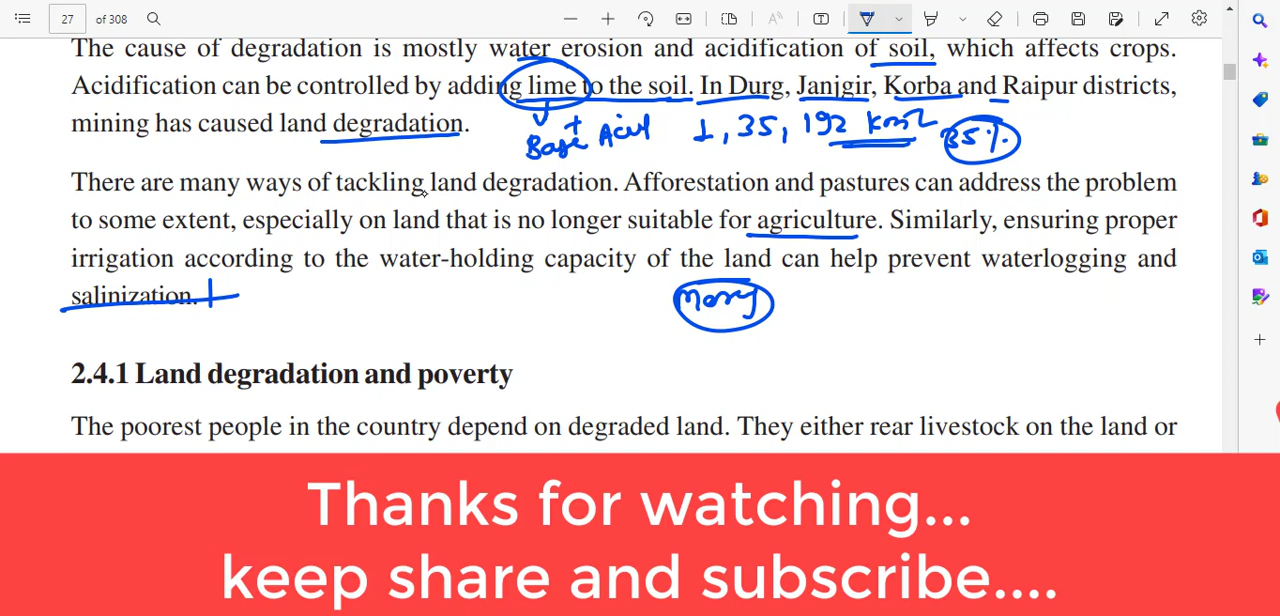 27 of 308
The cause of degradation is mostly water erosion and acidification of soil, which affects crops.
Acidification can be controlled by adding lime to the soil. In Durg, Janjgir, Korba and Raipur districts,
mining has caused land degradation.
Base + Acid 1,35,192 km² 35%
There are many ways of tackling land degradation. Afforestation and pastures can address the problem
to some extent, especially on land that is no longer suitable for agriculture. Similarly, ensuring proper
irrigation according to the water-holding capacity of the land can help prevent waterlogging and
salinization.
2.4.1 Land degradation and poverty
The poorest people in the country depend on degraded land. They either rear livestock on the land or
Thanks for watching...
keep share and subscribe....